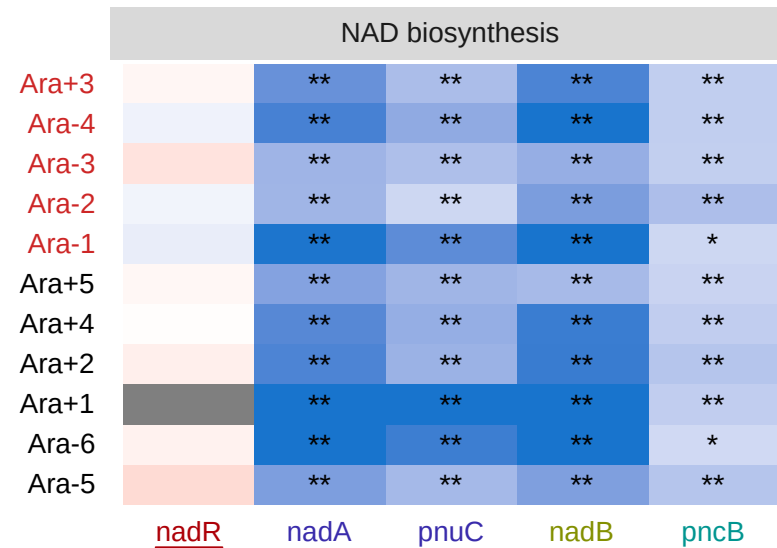 NAD biosynthesis
Ara+3 ** ** ** **
Ara-4 ** ** ** **
Ara-3 ** ** ** **
Ara-2 ** ** ** **
Ara-1 ** ** ** *
Ara+5 ** ** ** **
Ara+4 ** ** ** **
Ara+2 ** ** ** **
Ara+1 ** ** ** **
Ara-6 ** ** ** *
Ara-5 ** ** ** **
nadR nadA pnuC nadB pncB